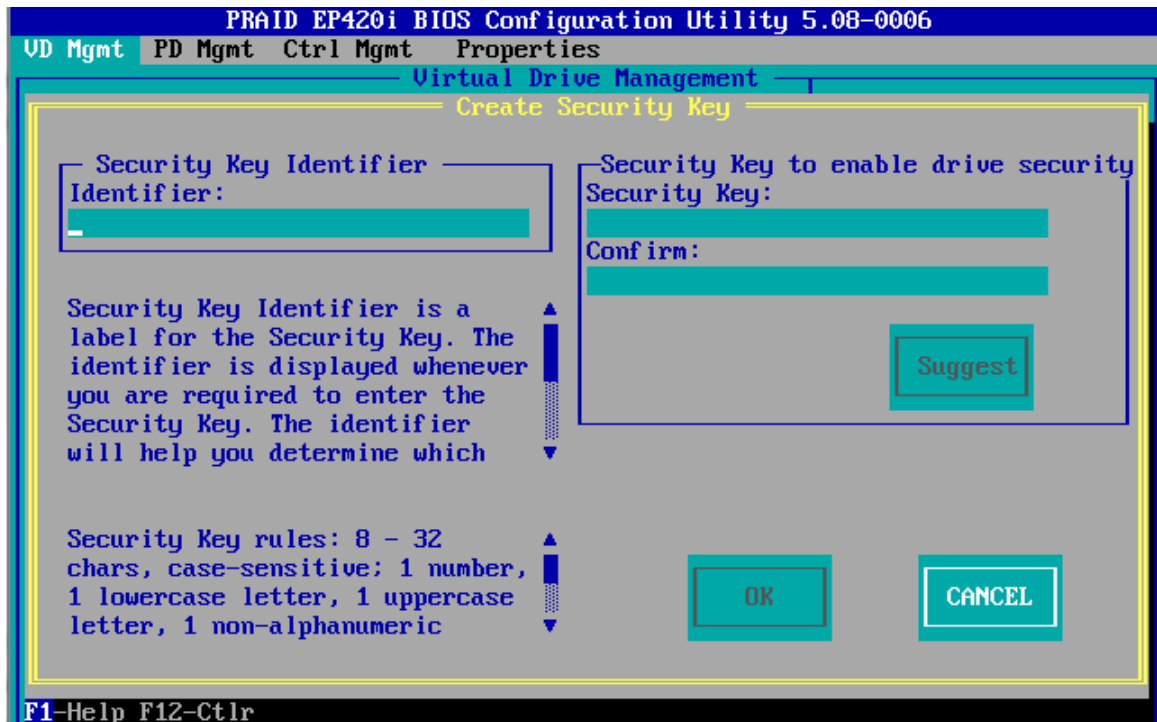 PRAID EP420i BIOS Configuration Utility 5.08-0006
VD Mgmt PD Mgmt Ctrl Mgmt Properties
Virtual Drive Management
Create Security Key
Security Key Identifier
Identifier:
Security Key Identifier is a
label for the Security Key. The
identifier is displayed whenever
you are required to enter the
Security Key. The identifier
will help you determine which
Security Key rules: 8 - 32
chars, case-sensitive; 1 number,
1 lowercase letter, 1 uppercase
letter, 1 non-alphanumeric
Security Key to enable drive security
Security Key:
Confirm:
Suggest
OK
CANCEL
F1-Help F12-Ctlr